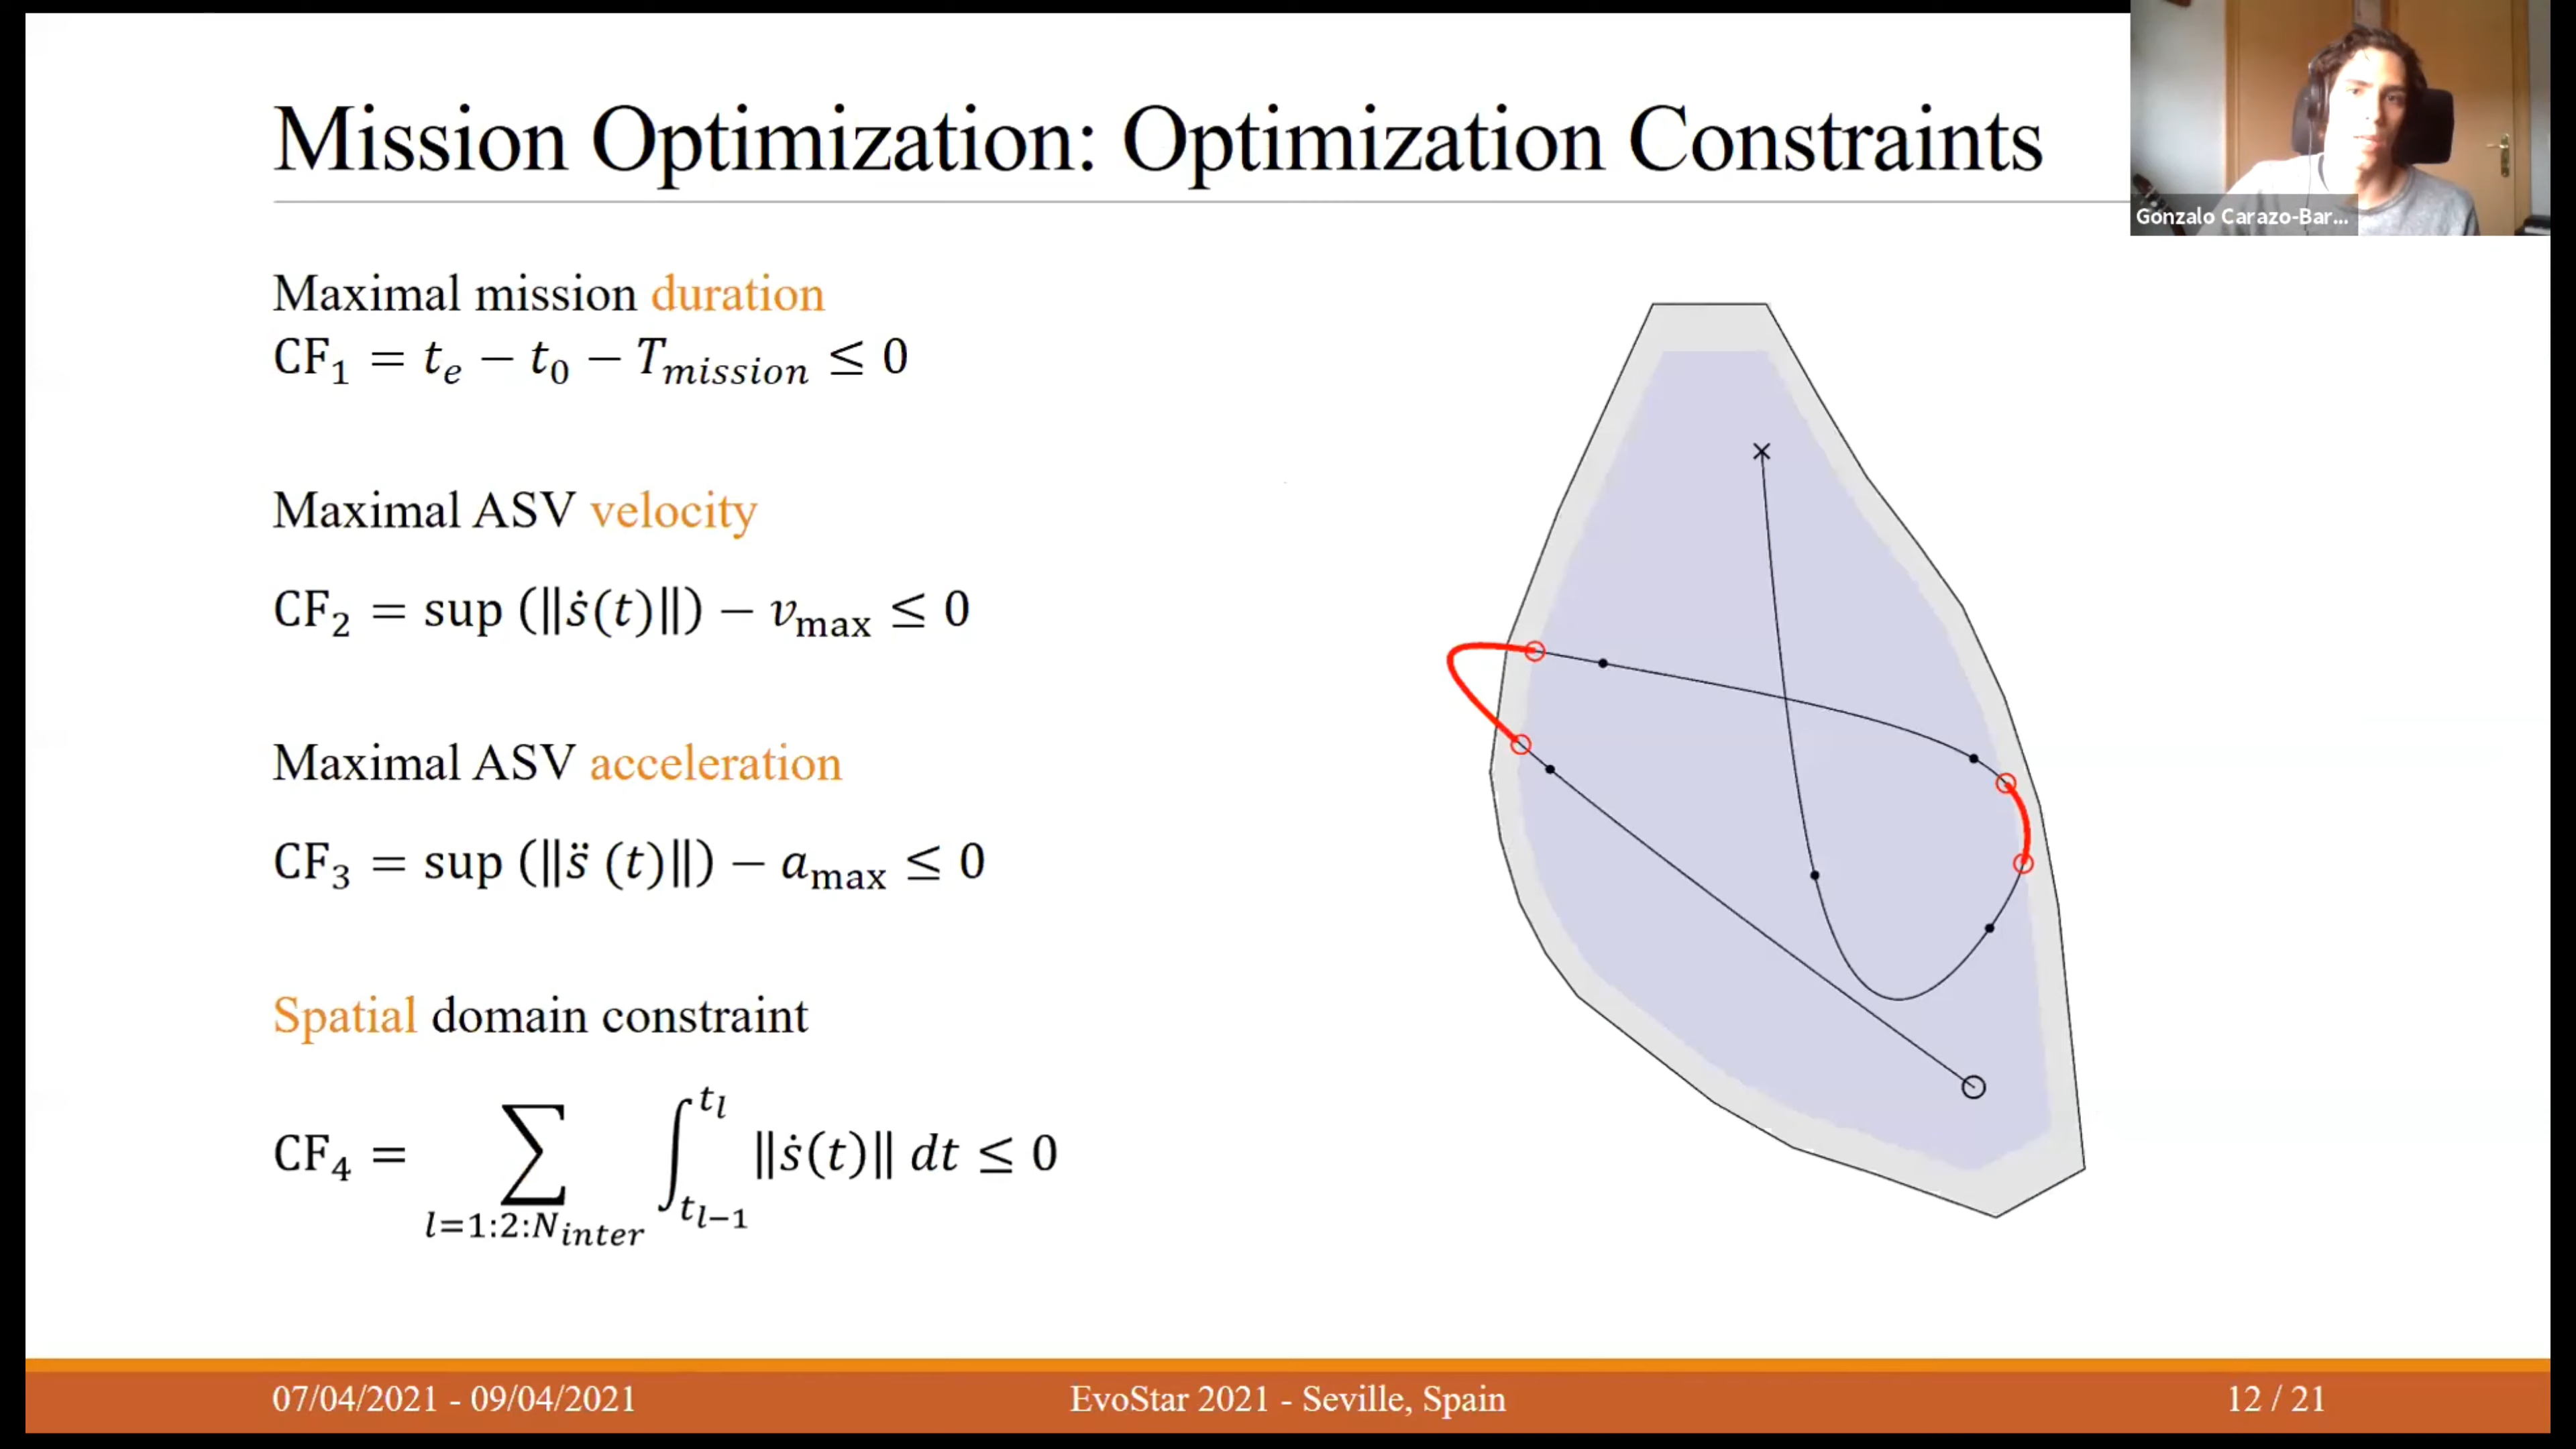 Mission Optimization: Optimization Constraints
Gonzalo Carazo-Bar...
Maximal mission duration
CF₁ = tₑ − t₀ − T_mission ≤ 0
Maximal ASV velocity
CF₂ = sup (‖ṡ(t)‖) − v_max ≤ 0
Maximal ASV acceleration
CF₃ = sup (‖s̈ (t)‖) − a_max ≤ 0
Spatial domain constraint
CF₄ = ∑_{l=1:2:N_inter} ∫_{t_{l−1}}^{t_l} ‖ṡ(t)‖ dt ≤ 0
07/04/2021 - 09/04/2021
EvoStar 2021 - Seville, Spain
12 / 21